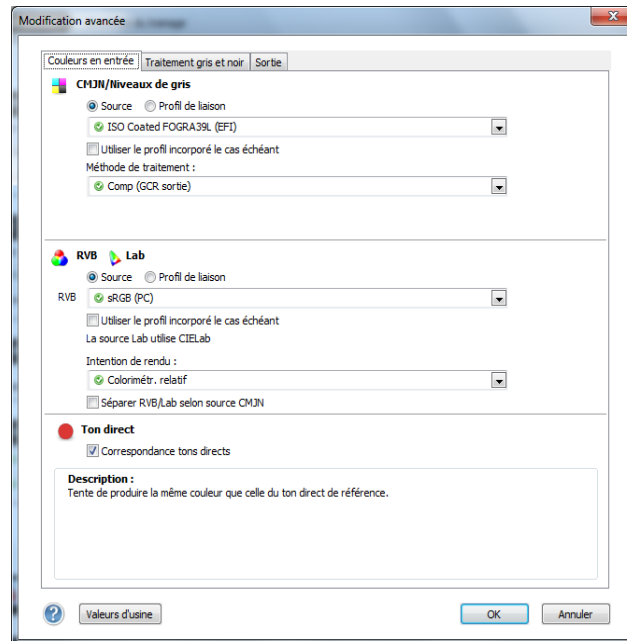 Modification avancée
Couleurs en entrée Traitement gris et noir Sortie
CMJN/Niveaux de gris
Source Profil de liaison
ISO Coated FOGRA39L (EFI)
Utiliser le profil incorporé le cas échéant
Méthode de traitement :
Comp (GCR sortie)
RVB Lab
Source Profil de liaison
RVB sRGB (PC)
Utiliser le profil incorporé le cas échéant
La source Lab utilise CIELab
Intention de rendu :
Colorimétr. relatif
Séparer RVB/Lab selon source CMJN
Ton direct
Correspondance tons directs
Description :
Tente de produire la même couleur que celle du ton direct de référence.
? Valeurs d'usine OK Annuler